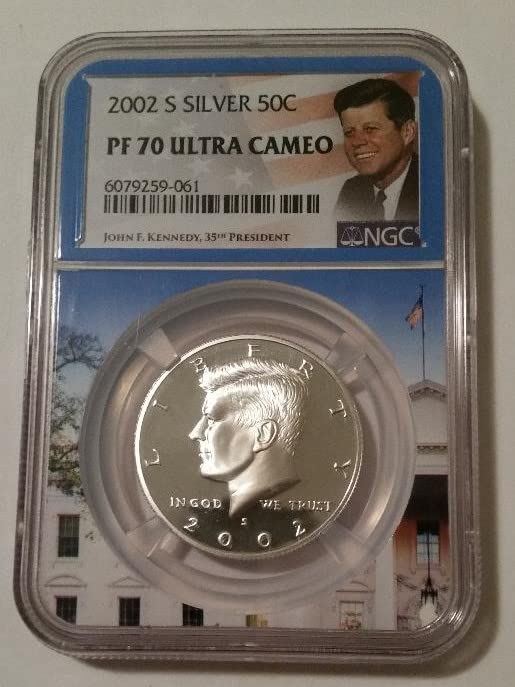 2002 S SILVER 50C
PF 70 ULTRA CAMEO
6079259-061
JOHN F. KENNEDY, 35TH PRESIDENT
NGC®
LIBERTY
IN GOD WE TRUST
S
2002